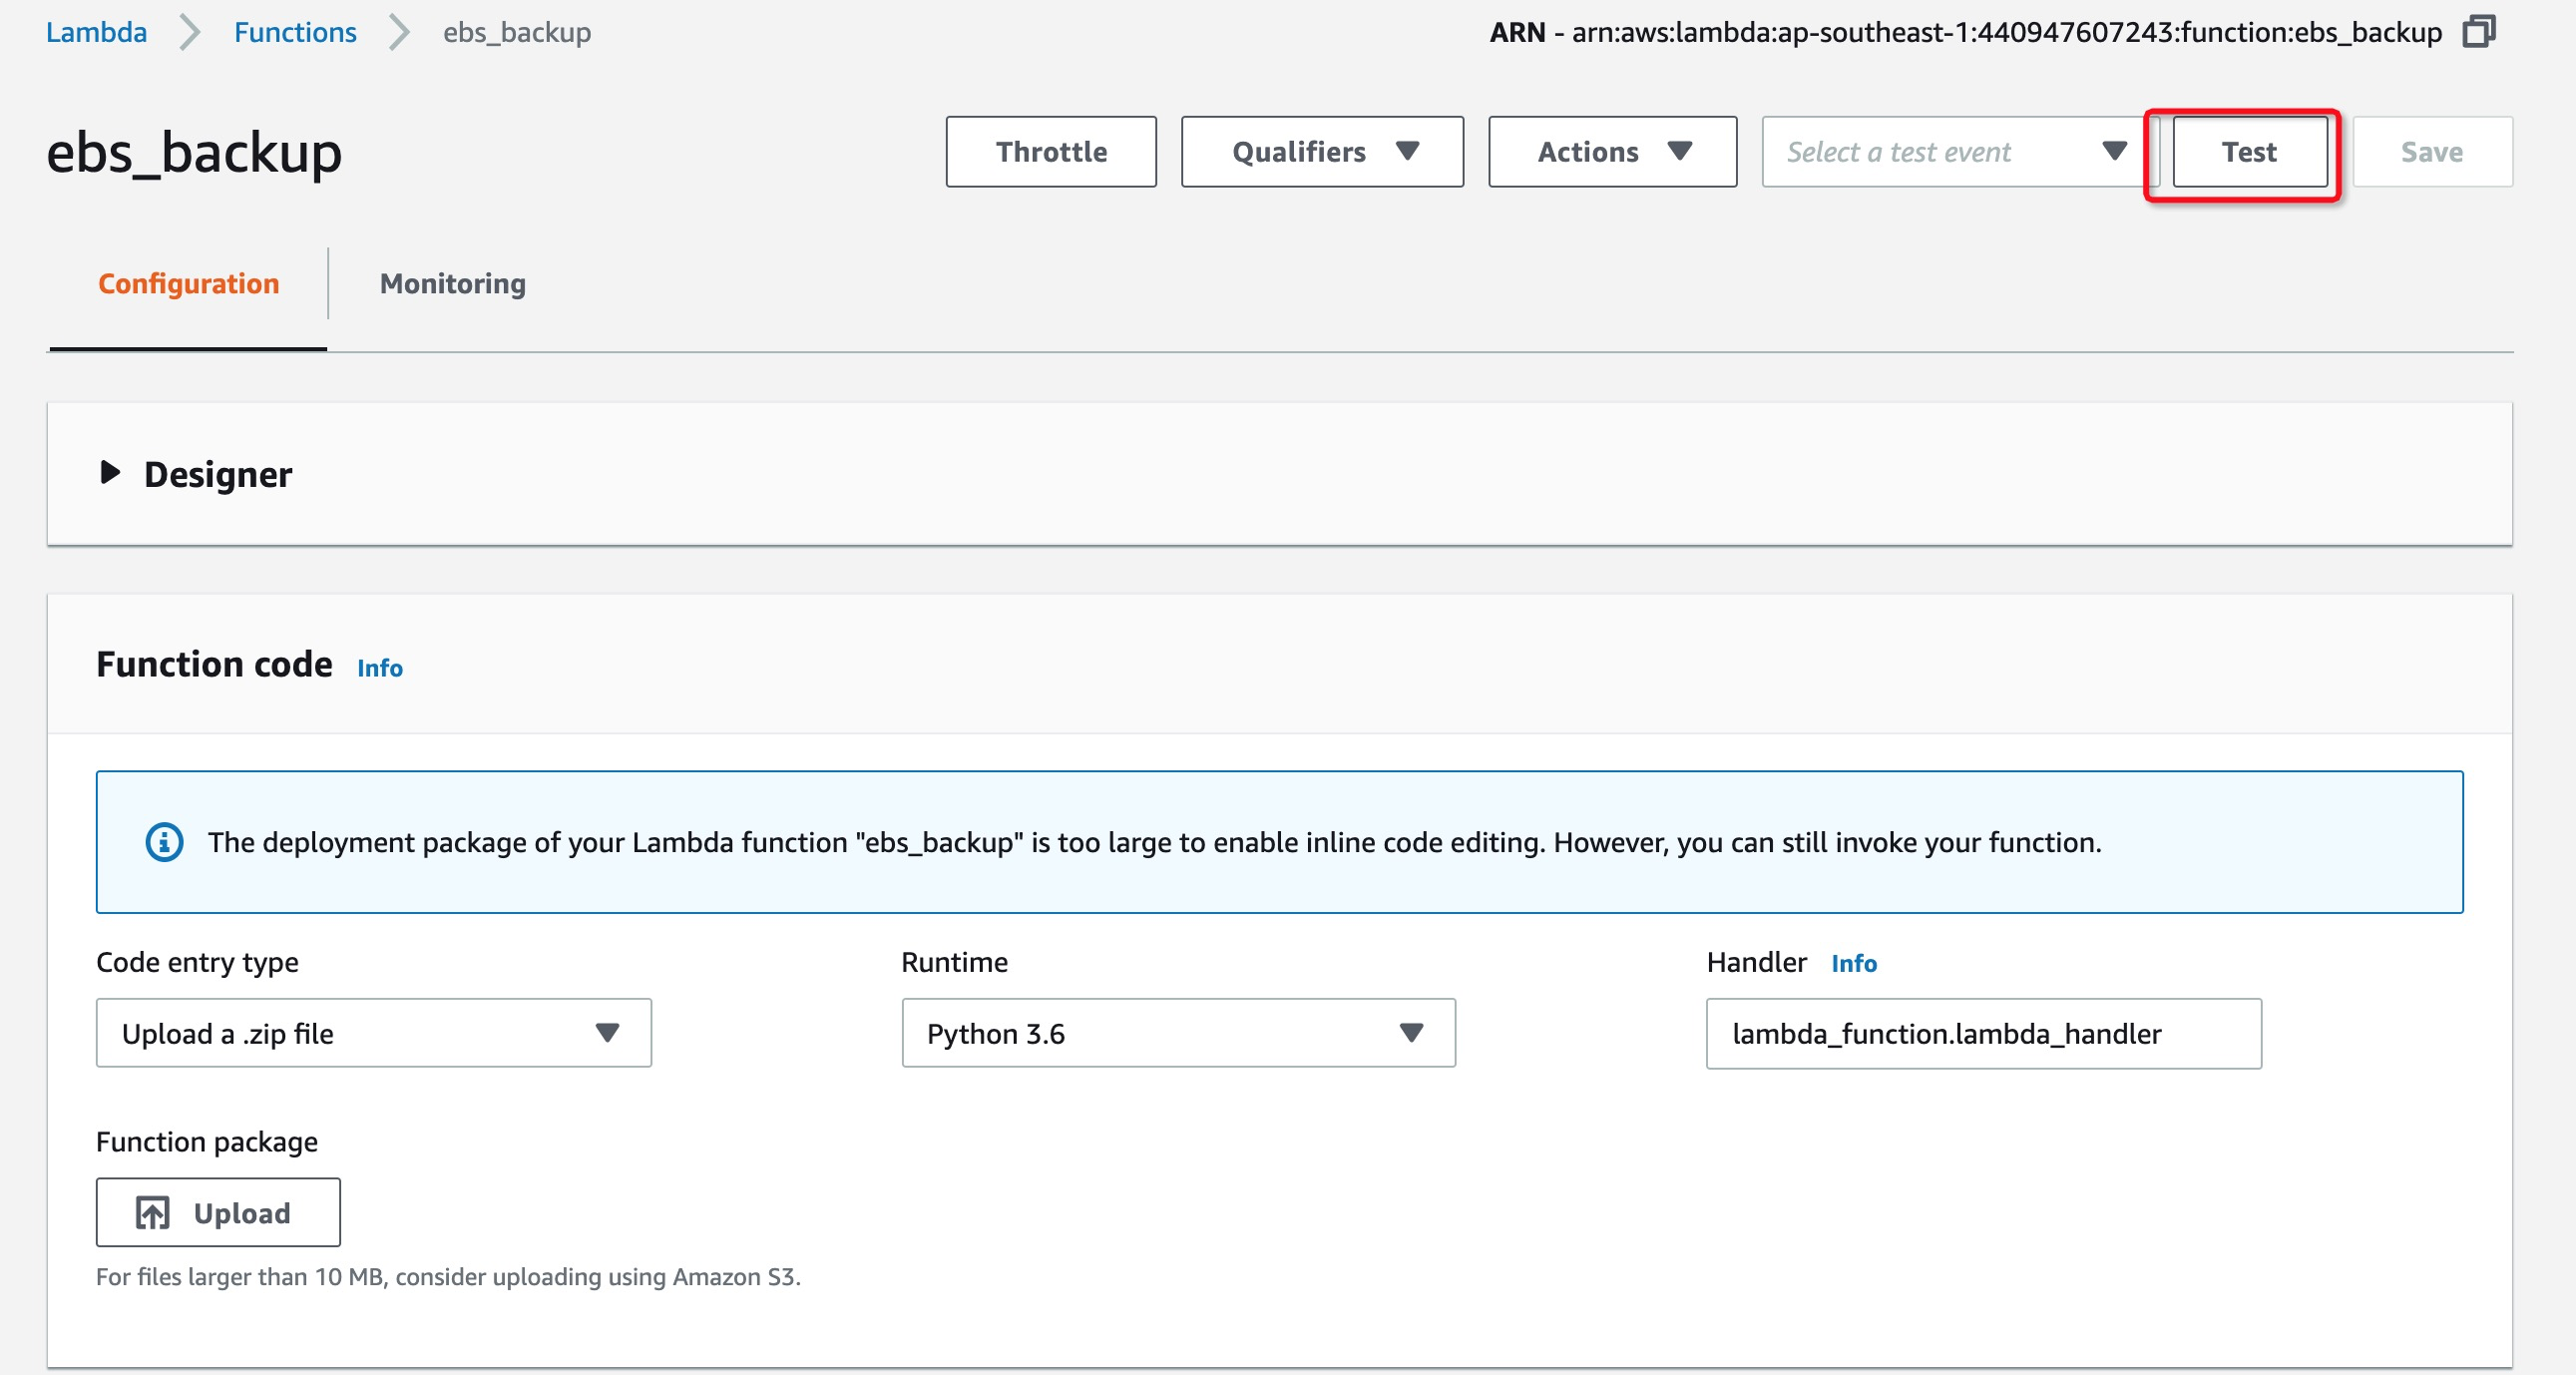 Lambda Functions ebs_backup ARN - arn:aws:lambda:ap-southeast-1:440947607243:function:ebs_backup
ebs_backup Throttle Qualifiers Actions Select a test event Test Save
Configuration Monitoring
Designer
Function code Info
The deployment package of your Lambda function "ebs_backup" is too large to enable inline code editing. However, you can still invoke your function.
Code entry type Runtime Handler Info
Upload a .zip file Python 3.6 lambda_function.lambda_handler
Function package
Upload
For files larger than 10 MB, consider uploading using Amazon S3.